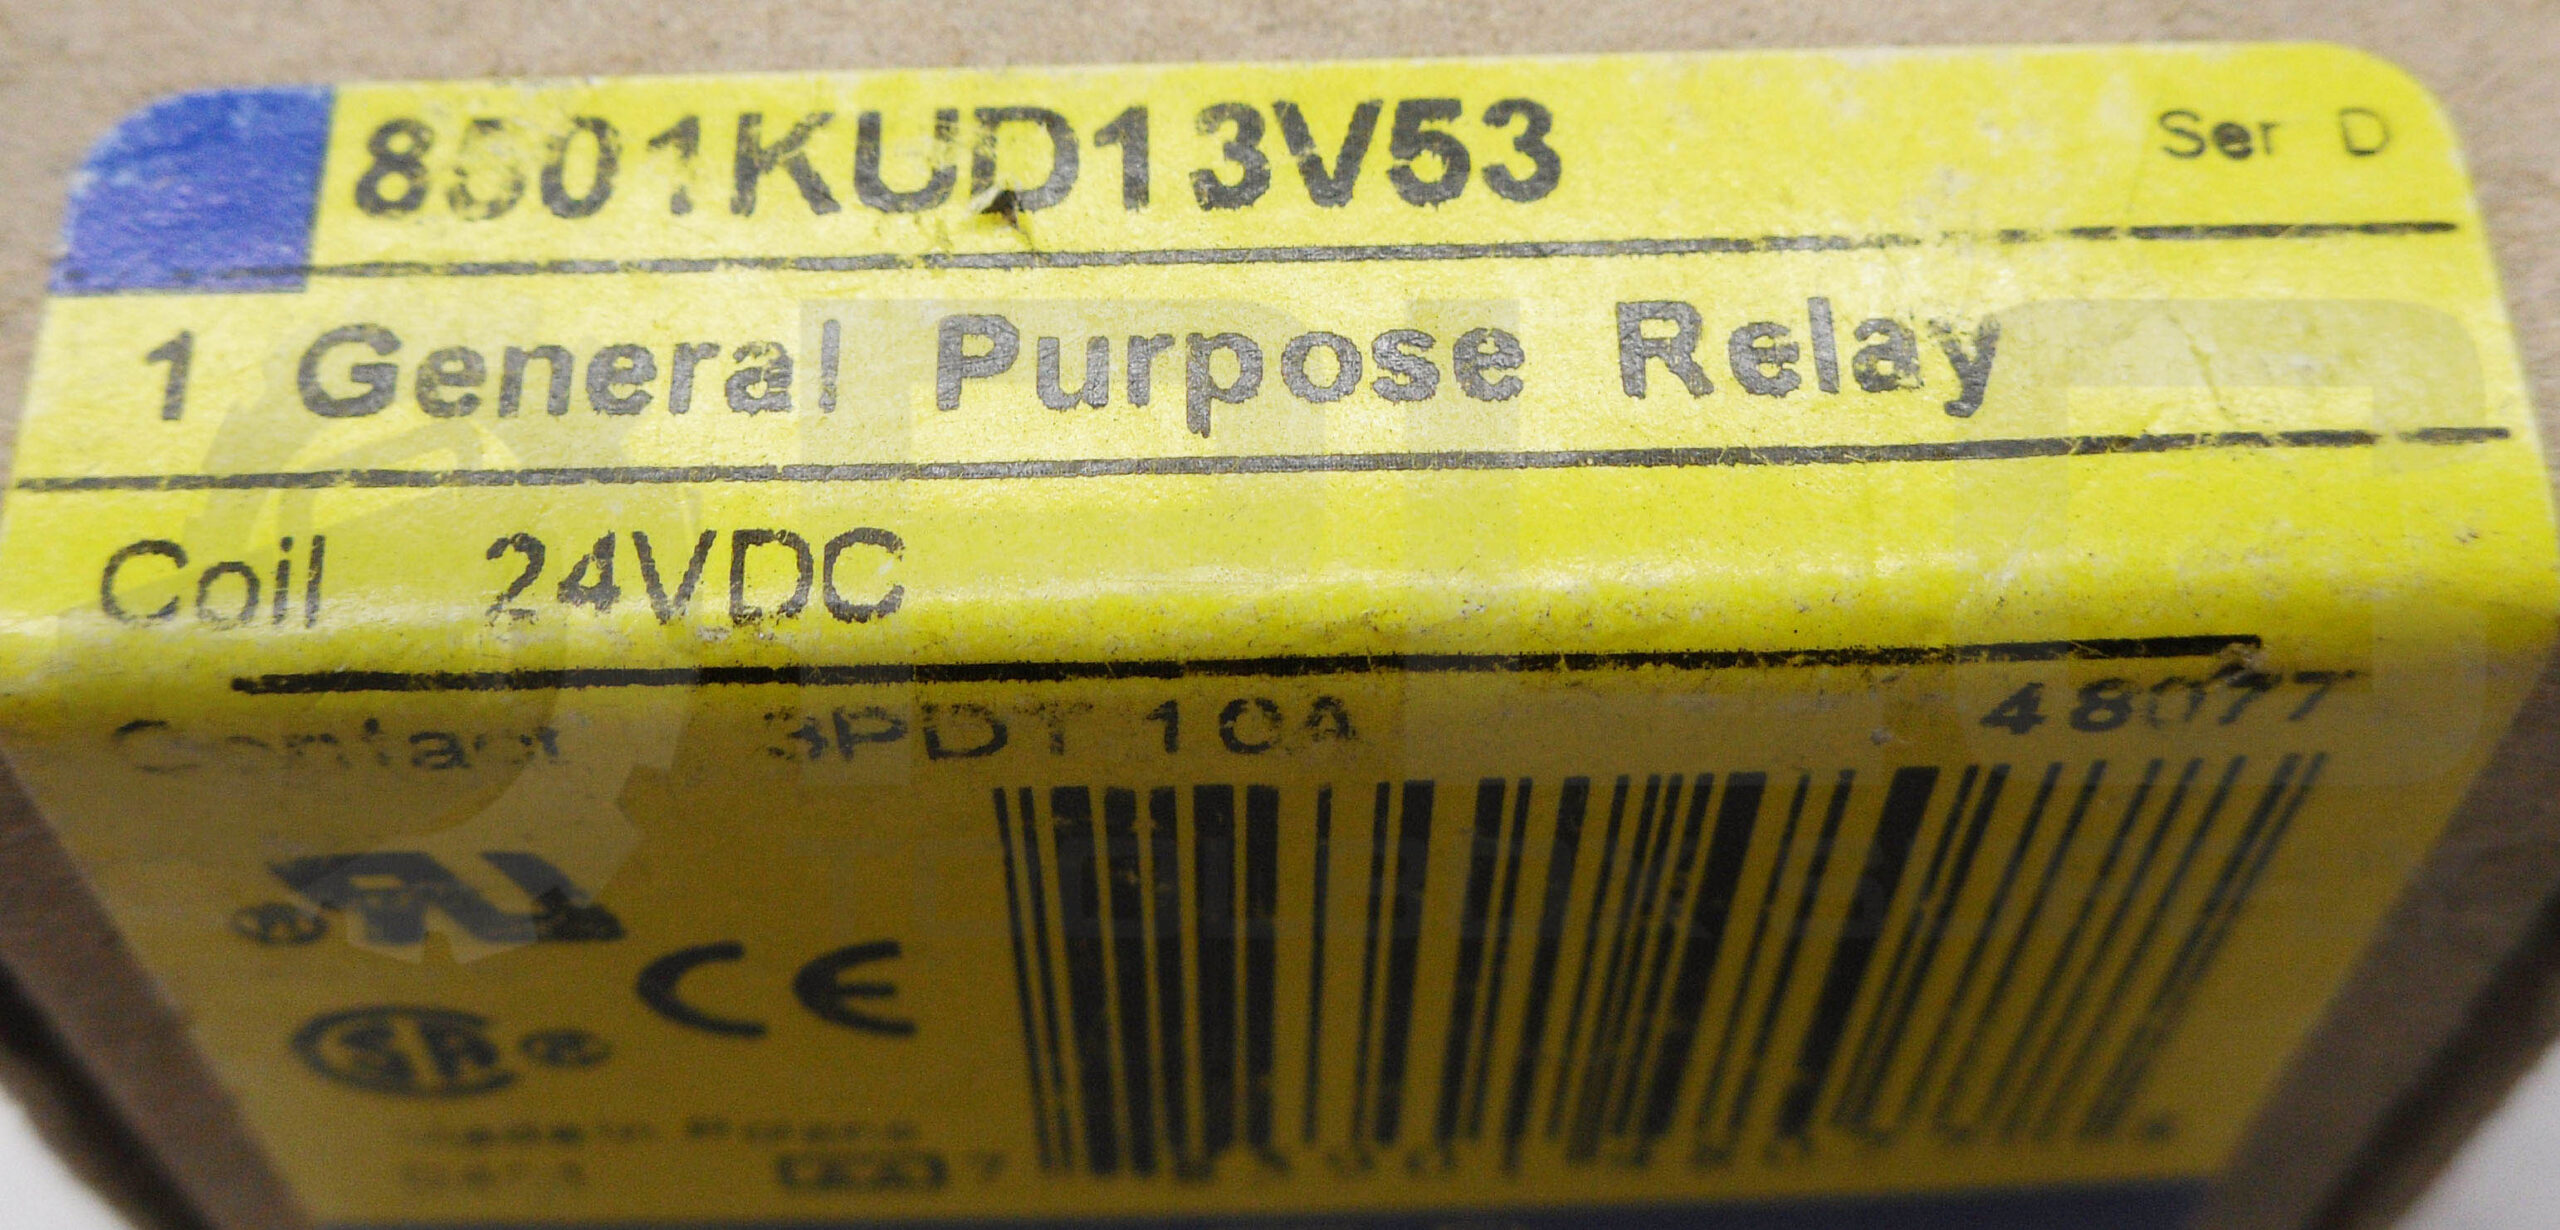 8501KUD13V53 Ser D
1 General Purpose Relay
Coil 24VDC
Contact 3PDT 10A 48077
CE